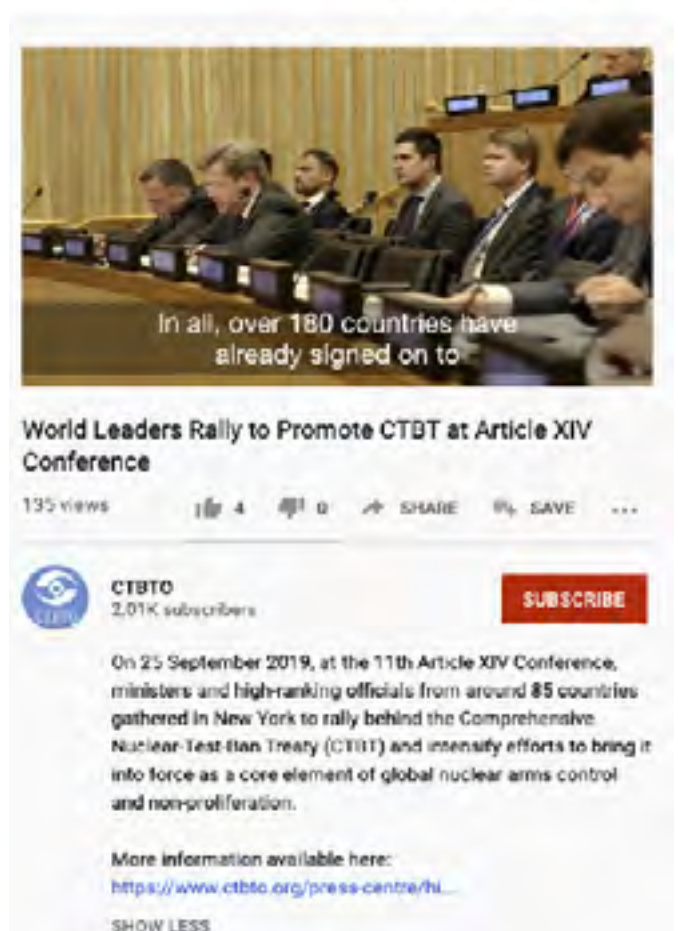 In all, over 180 countries have
already signed on to
World Leaders Rally to Promote CTBT at Article XIV
Conference
135 views 4 0 SHARE SAVE ...
CTBTO
2.01K subscribers
SUBSCRIBE
On 25 September 2019, at the 11th Article XIV Conference,
ministers and high-ranking officials from around 85 countries
gathered in New York to rally behind the Comprehensive
Nuclear-Test-Ban Treaty (CTBT) and intensify efforts to bring it
into force as a core element of global nuclear arms control
and non-proliferation.
More information available here:
https://www.ctbto.org/press-centre/hi...
SHOW LESS